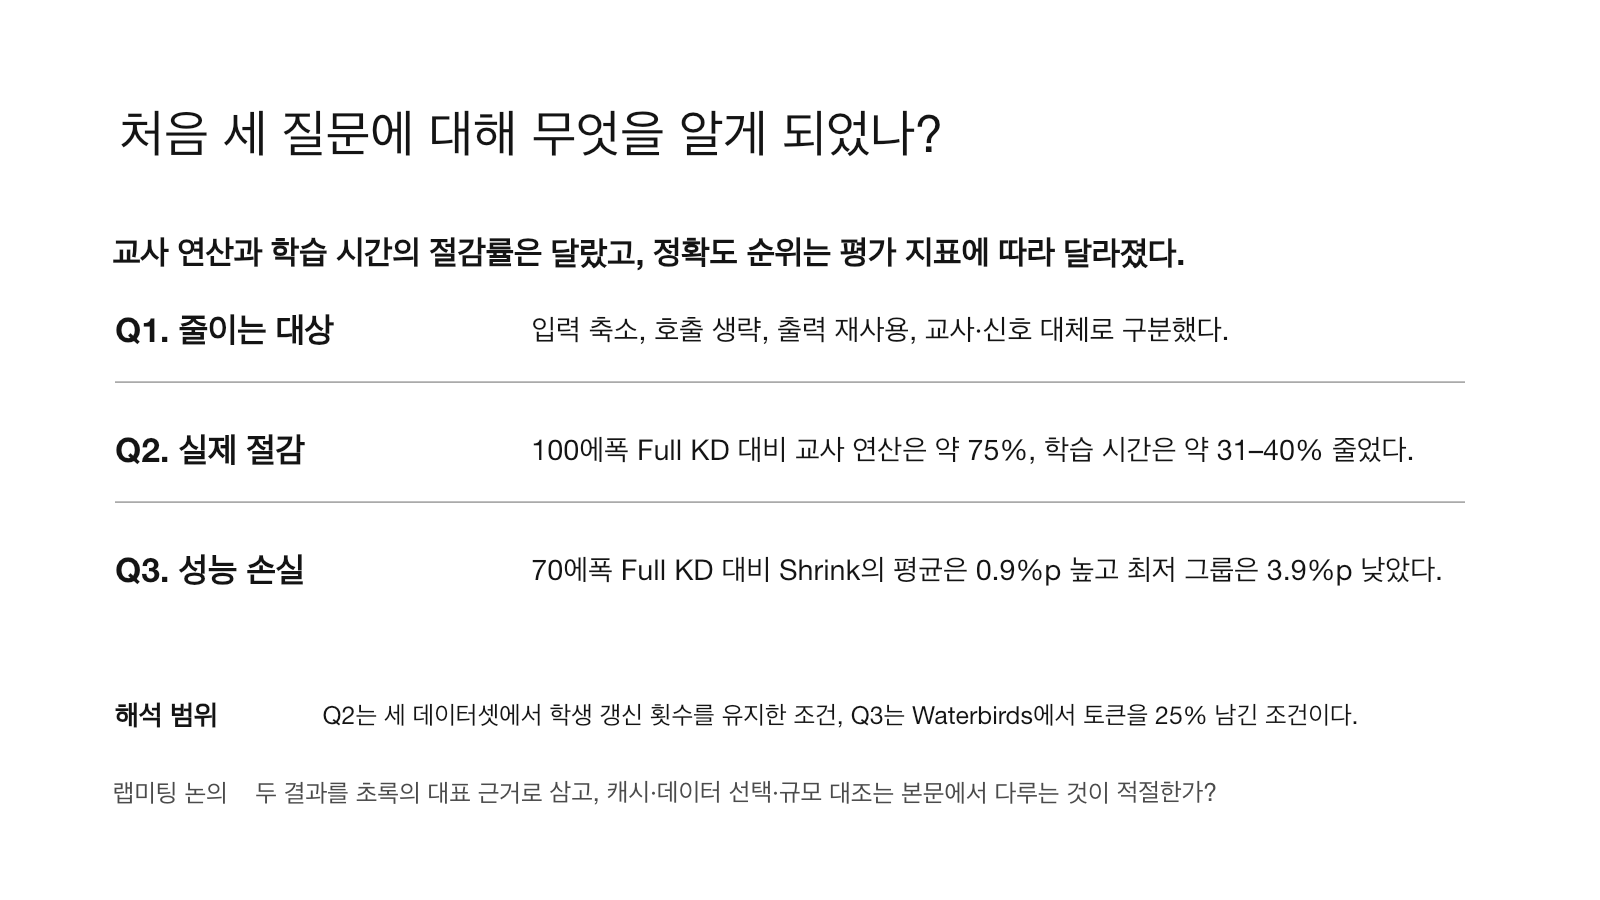 처음 세 질문에 대해 무엇을 알게 되었나?
교사 연산과 학습 시간의 절감률은 달랐고, 정확도 순위는 평가 지표에 따라 달라졌다.
Q1. 줄이는 대상 입력 축소, 호출 생략, 출력 재사용, 교사·신호 대체로 구분했다.
Q2. 실제 절감 100에폭 Full KD 대비 교사 연산은 약 75%, 학습 시간은 약 31–40% 줄었다.
Q3. 성능 손실 70에폭 Full KD 대비 Shrink의 평균은 0.9%p 높고 최저 그룹은 3.9%p 낮았다.
해석 범위 Q2는 세 데이터셋에서 학생 갱신 횟수를 유지한 조건, Q3는 Waterbirds에서 토큰을 25% 남긴 조건이다.
랩미팅 논의 두 결과를 초록의 대표 근거로 삼고, 캐시·데이터 선택·규모 대조는 본문에서 다루는 것이 적절한가?